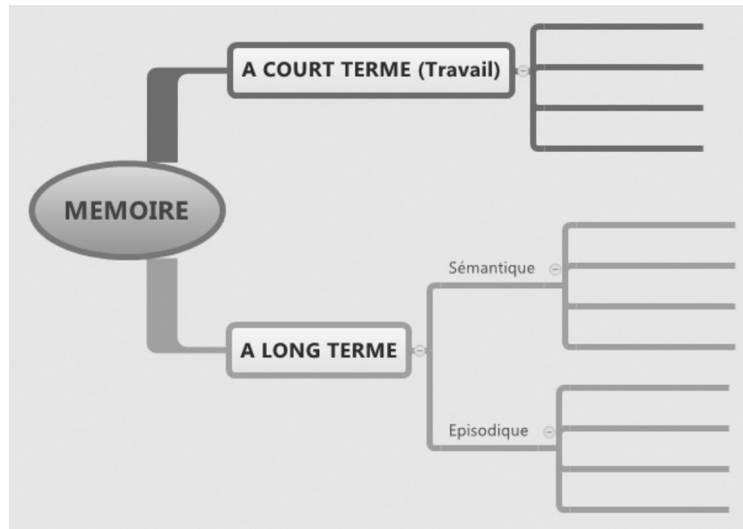 A COURT TERME (Travail)
MEMOIRE
Sémantique
A LONG TERME
Episodique